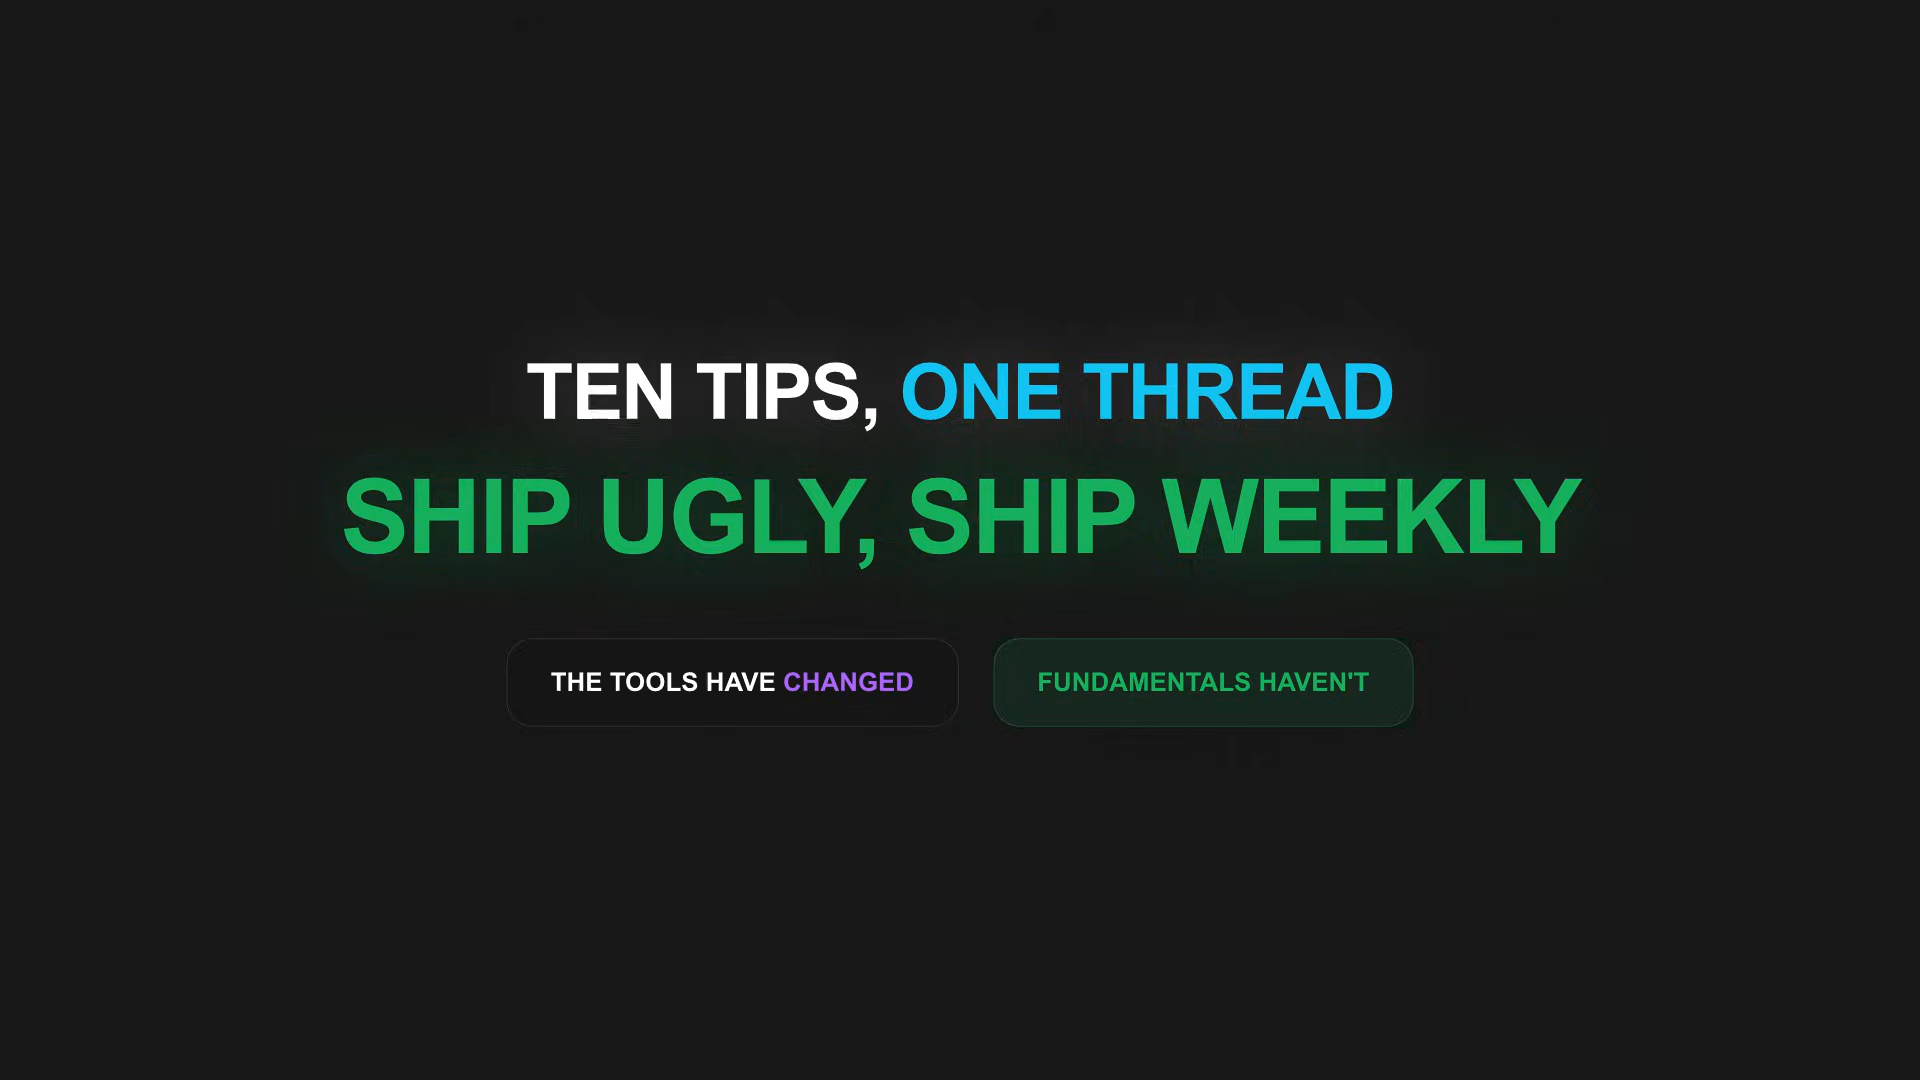 TEN TIPS, ONE THREAD
SHIP UGLY, SHIP WEEKLY
THE TOOLS HAVE CHANGED
FUNDAMENTALS HAVEN'T